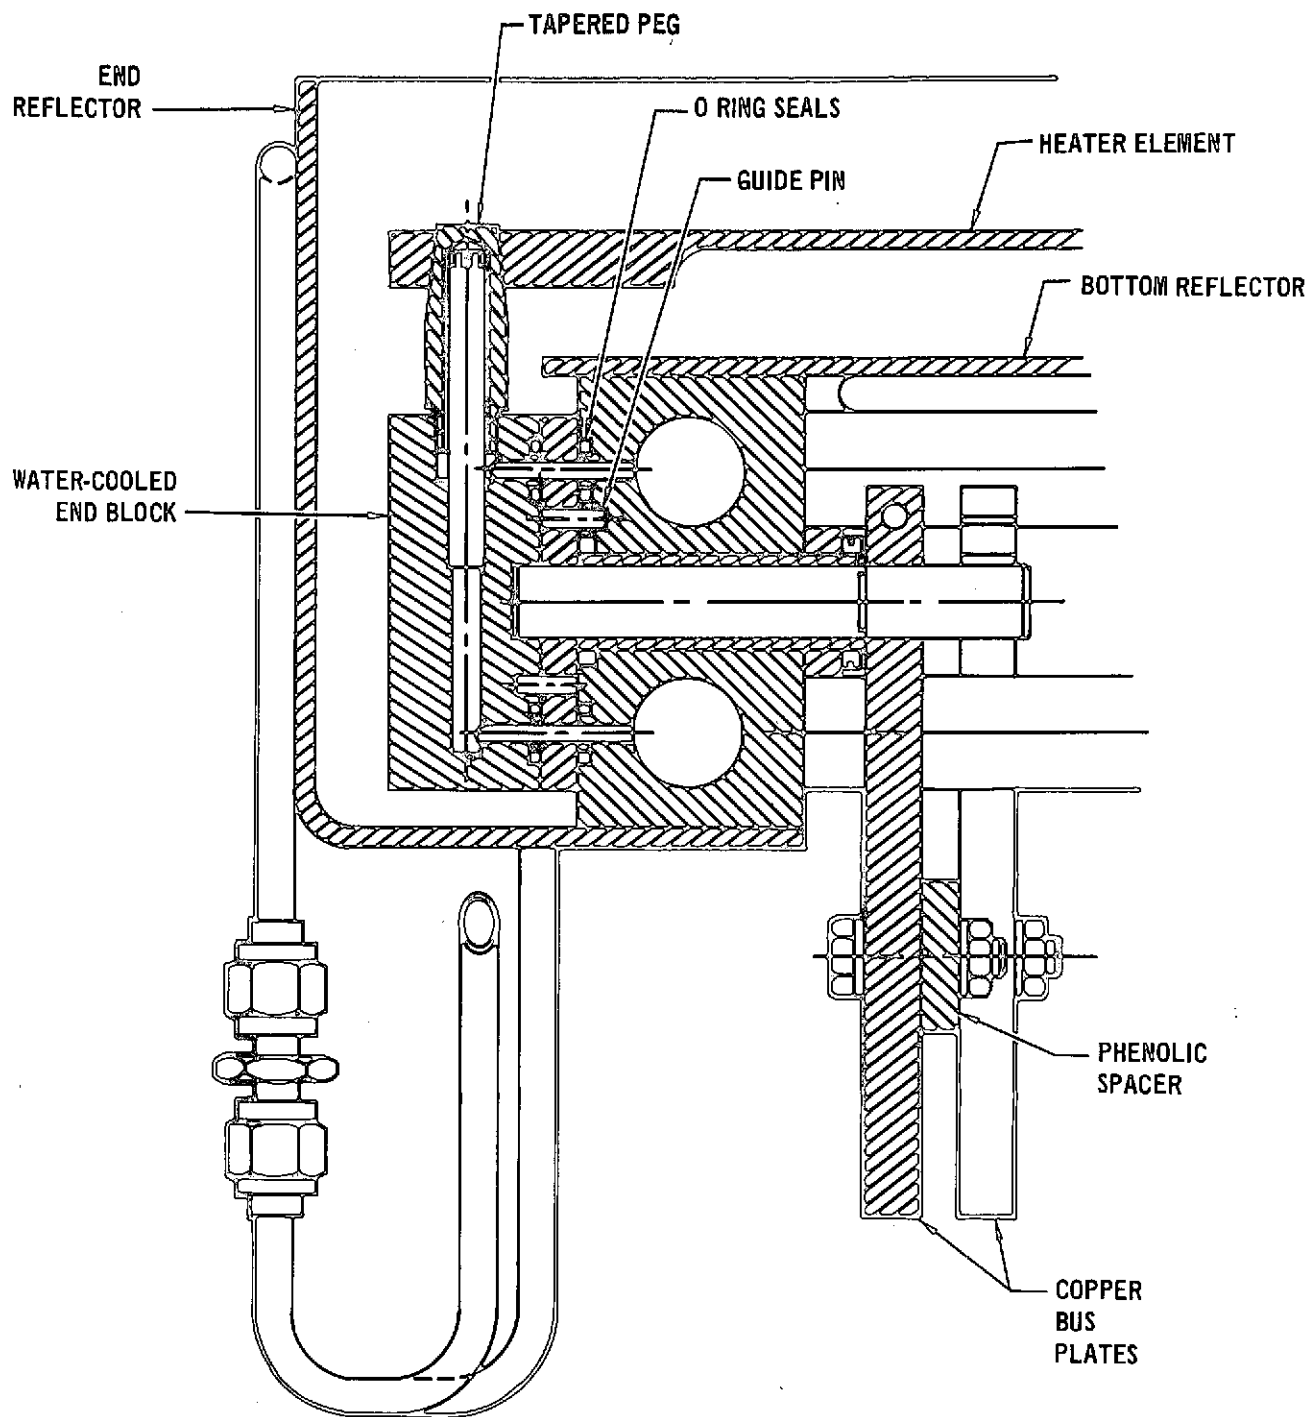 TAPERED PEG
END
REFLECTOR
O RING SEALS
HEATER ELEMENT
GUIDE PIN
BOTTOM REFLECTOR
WATER-COOLED
END BLOCK
PHENOLIC
SPACER
COPPER
BUS
PLATES